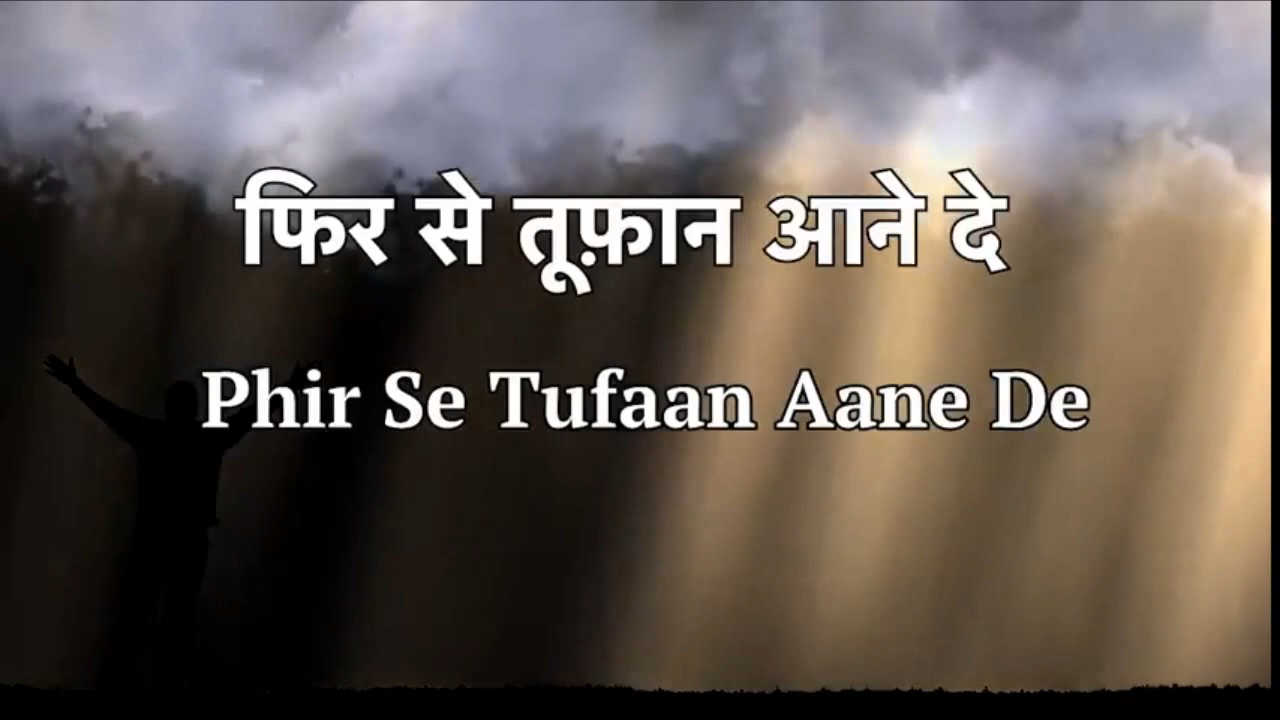 फिर से तूफ़ान आने दे
Phir Se Tufaan Aane De